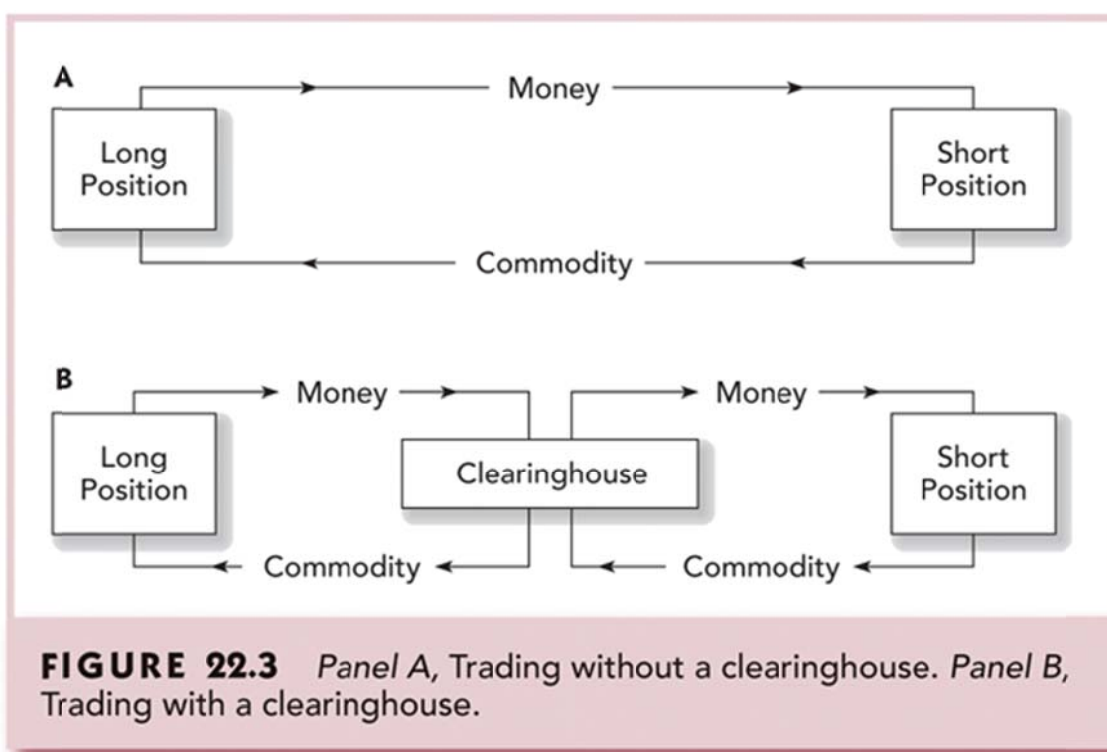 A
Money
Long
Position
Short
Position
Commodity
B
Money
Money
Long
Position
Clearinghouse
Short
Position
Commodity
Commodity
FIGURE 22.3 Panel A, Trading without a clearinghouse. Panel B,
Trading with a clearinghouse.